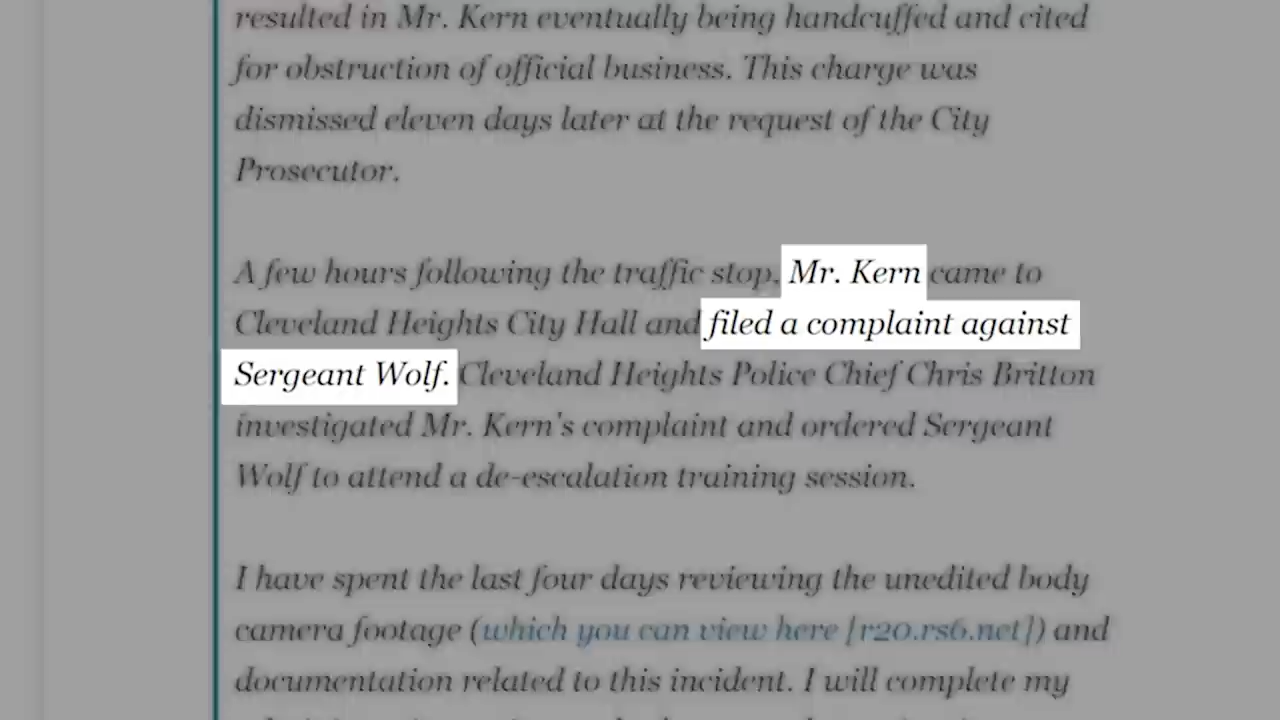 resulted in Mr. Kern eventually being handcuffed and cited
for obstruction of official business. This charge was
dismissed eleven days later at the request of the City
Prosecutor.
A few hours following the traffic stop, Mr. Kern came to
Cleveland Heights City Hall and filed a complaint against
Sergeant Wolf. Cleveland Heights Police Chief Chris Britton
investigated Mr. Kern's complaint and ordered Sergeant
Wolf to attend a de-escalation training session.
I have spent the last four days reviewing the unedited body
camera footage (which you can view here [r20.rs6.net]) and
documentation related to this incident. I will complete my